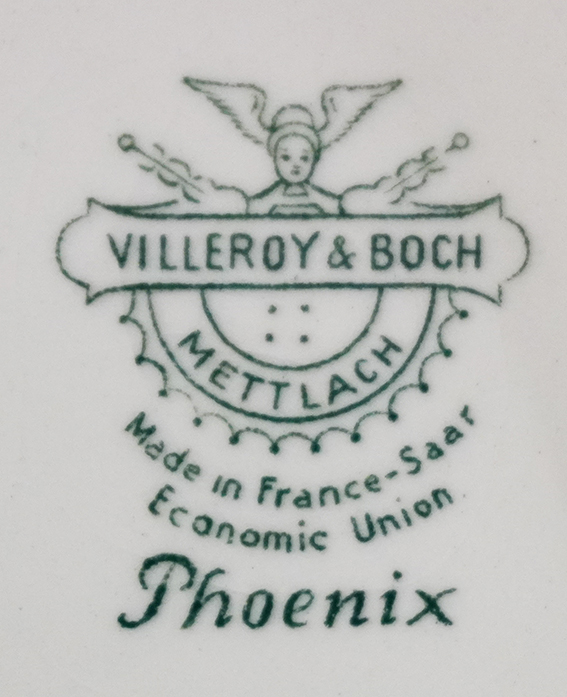 VILLEROY & BOCH
METTLACH
Made in France-Saar
Economic Union
Phoenix